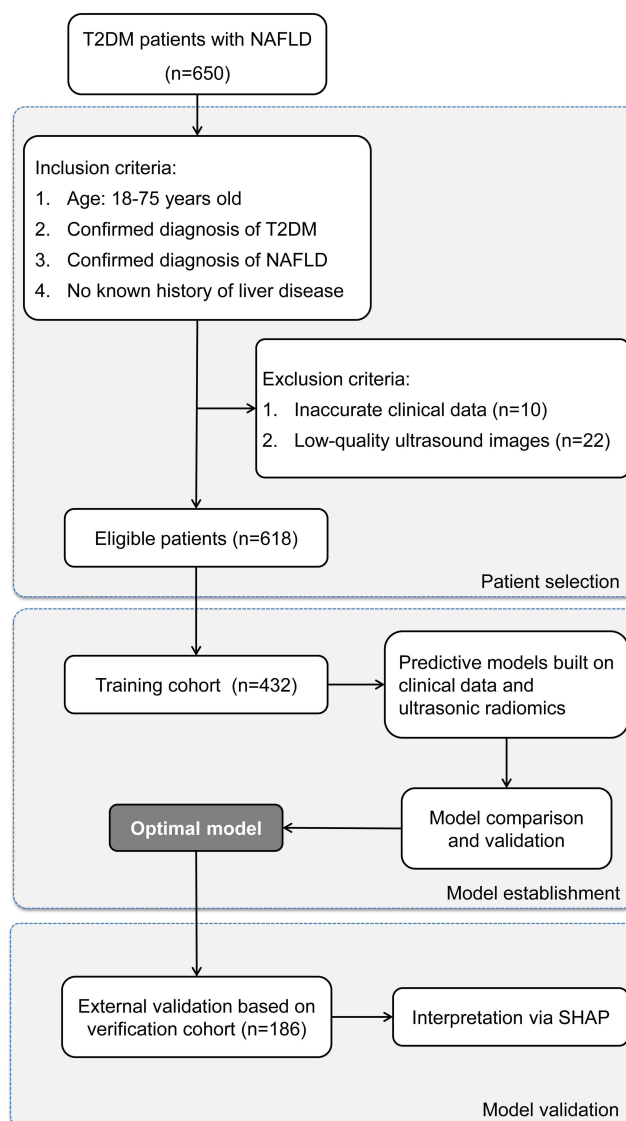 T2DM patients with NAFLD
(n=650)
Inclusion criteria:
1. Age: 18-75 years old
2. Confirmed diagnosis of T2DM
3. Confirmed diagnosis of NAFLD
4. No known history of liver disease
Exclusion criteria:
1. Inaccurate clinical data (n=10)
2. Low-quality ultrasound images (n=22)
Eligible patients (n=618)
Patient selection
Training cohort (n=432)
Predictive models built on
clinical data and
ultrasonic radiomics
Optimal model
Model comparison
and validation
Model establishment
External validation based on
verification cohort (n=186)
Interpretation via SHAP
Model validation